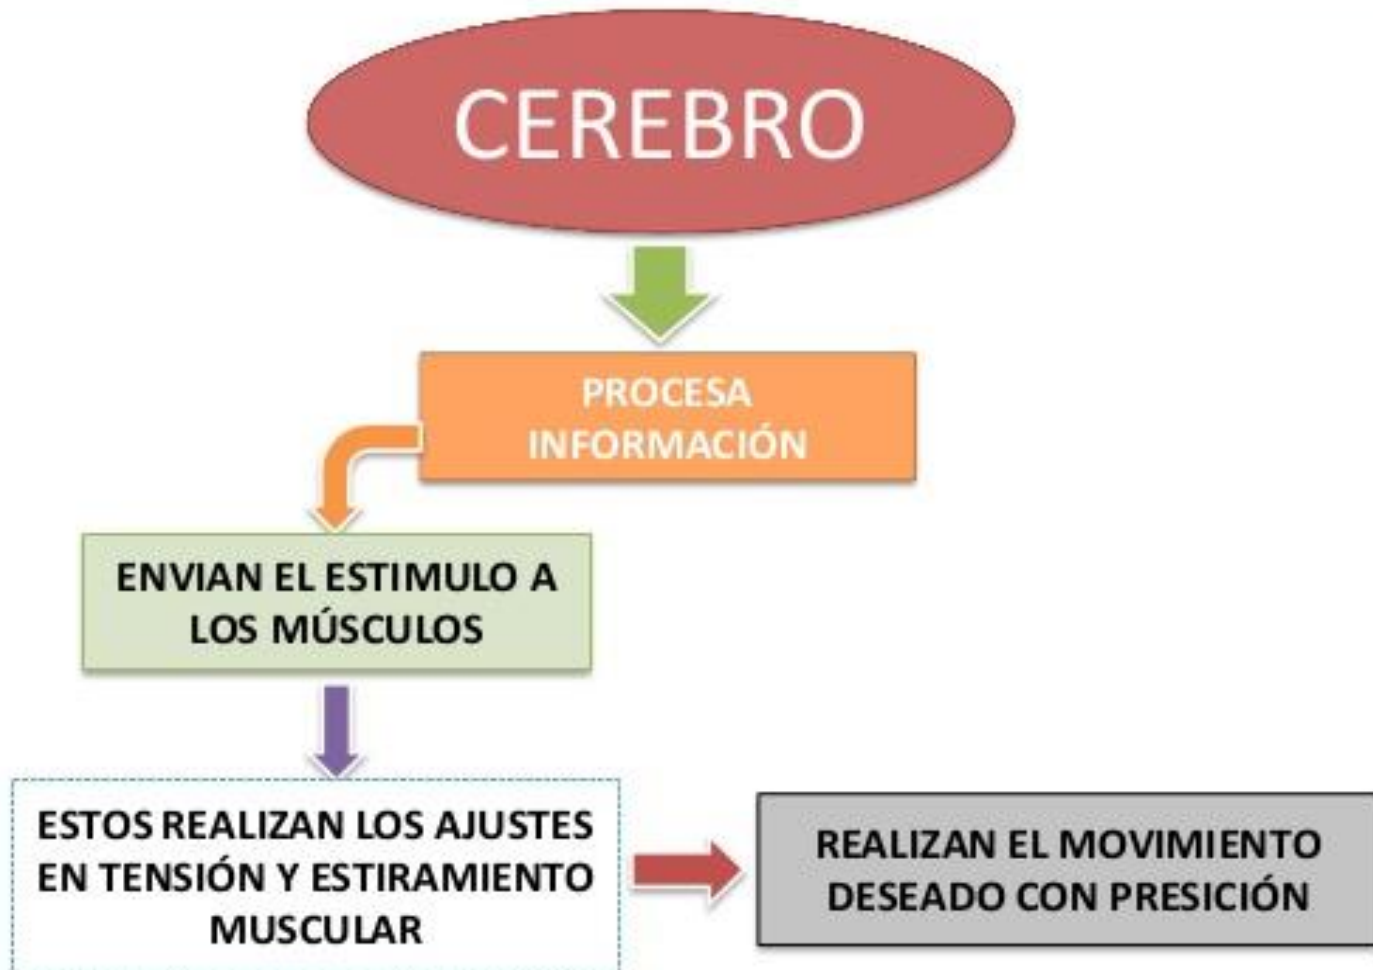 CEREBRO
PROCESA
INFORMACIÓN
ENVIAN EL ESTIMULO A
LOS MÚSCULOS
ESTOS REALIZAN LOS AJUSTES
EN TENSIÓN Y ESTIRAMIENTO
MUSCULAR
REALIZAN EL MOVIMIENTO
DESEADO CON PRESICIÓN